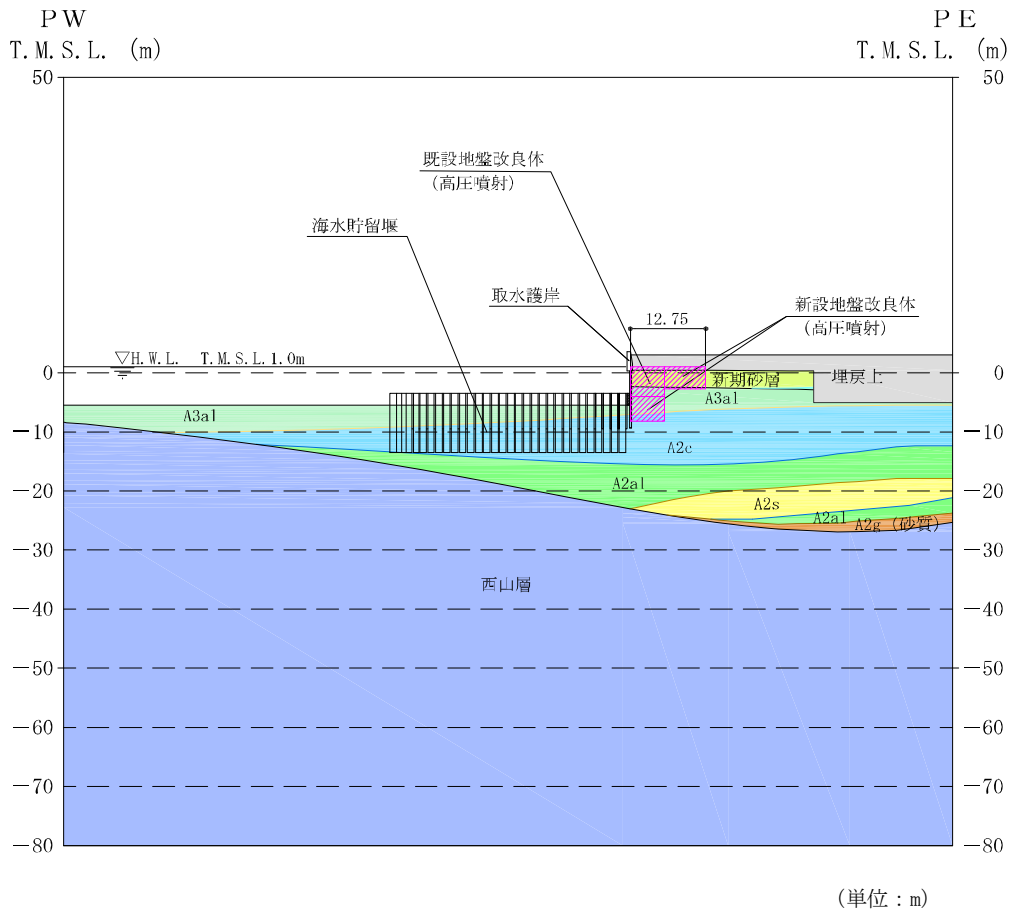 PW
PE
T.M.S.L. (m)
T.M.S.L. (m)
50
50
既設地盤改良体
(高圧噴射)
海水貯留堰
取水護岸
新設地盤改良体
(高圧噴射)
12.75
▽H.W.L. T.M.S.L.1.0m
0
0
新期砂層
埋戻土
A3al
A3al
-10
-10
A2c
A2al
-20
-20
A2s
A2al
A2g (砂質)
-30
-30
西山層
-40
-40
-50
-50
-60
-60
-70
-70
-80
-80
(単位:m)